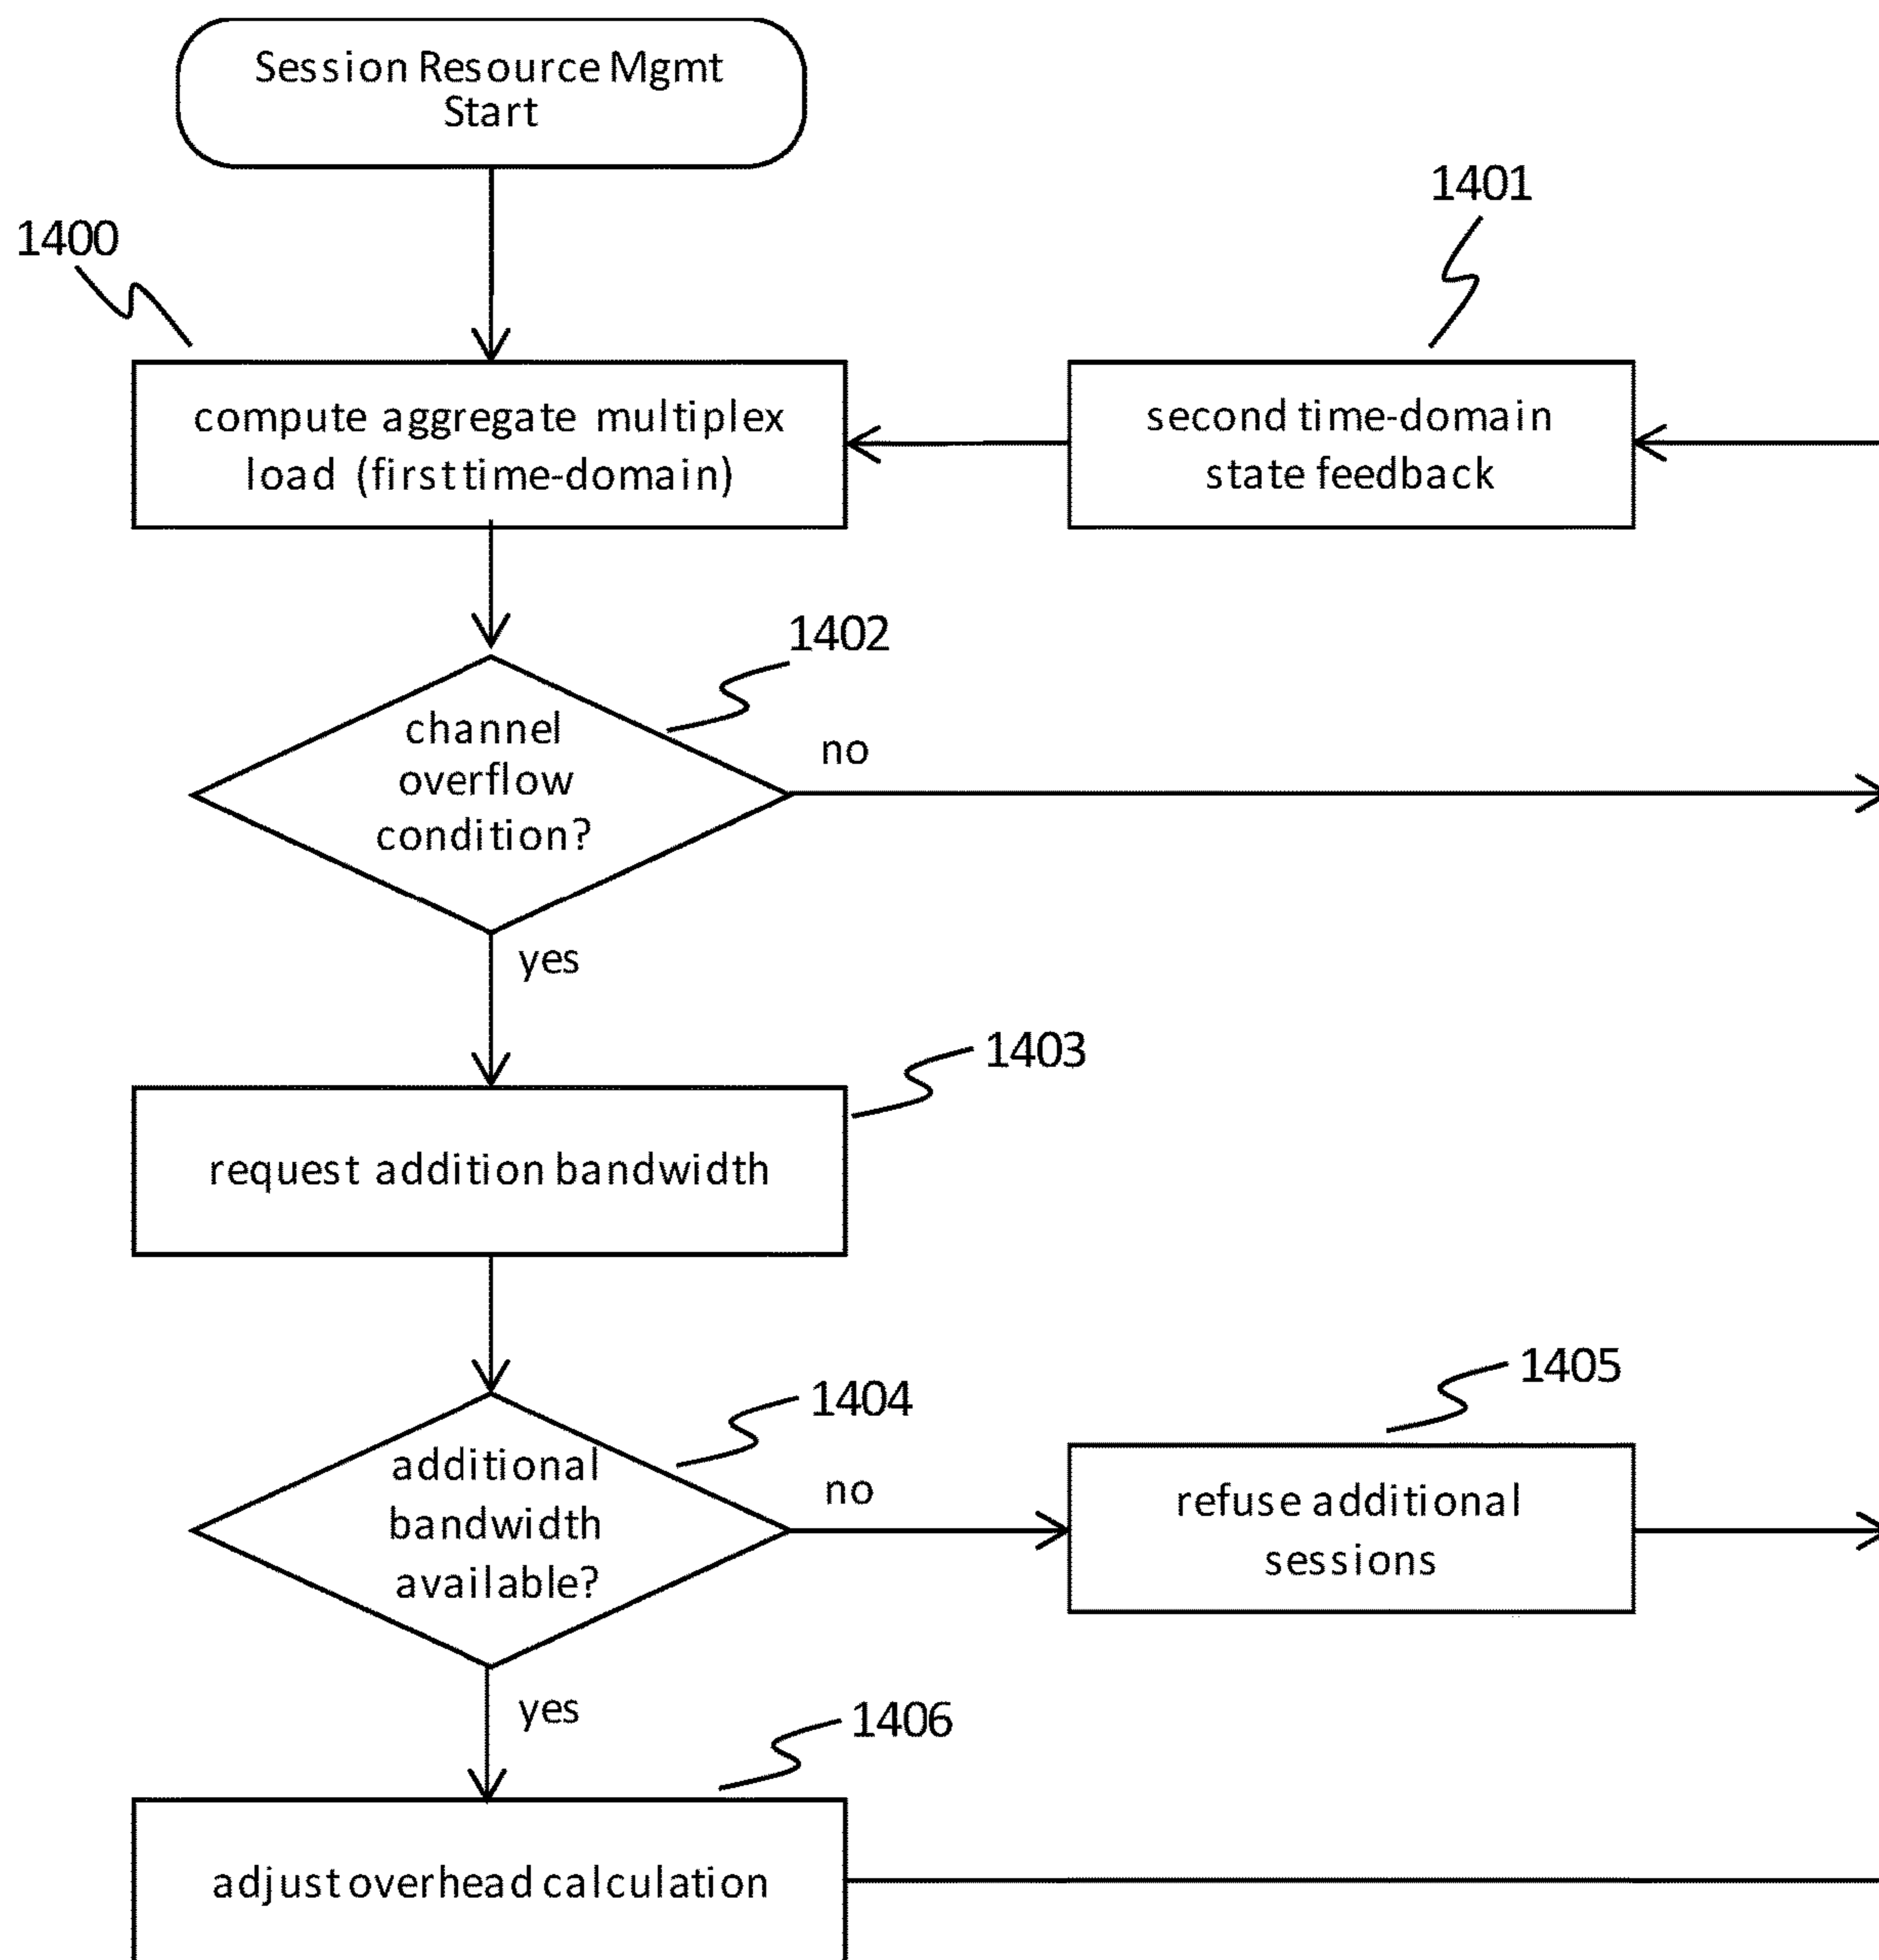 Session Resource Mgmt
Start
1400
1401
compute aggregate multiplex
load (first time-domain)
second time-domain
state feedback
1402
channel
overflow
condition?
no
yes
1403
request addition bandwidth
1404
additional
bandwidth
available?
no
1405
refuse additional
sessions
yes
1406
adjust overhead calculation